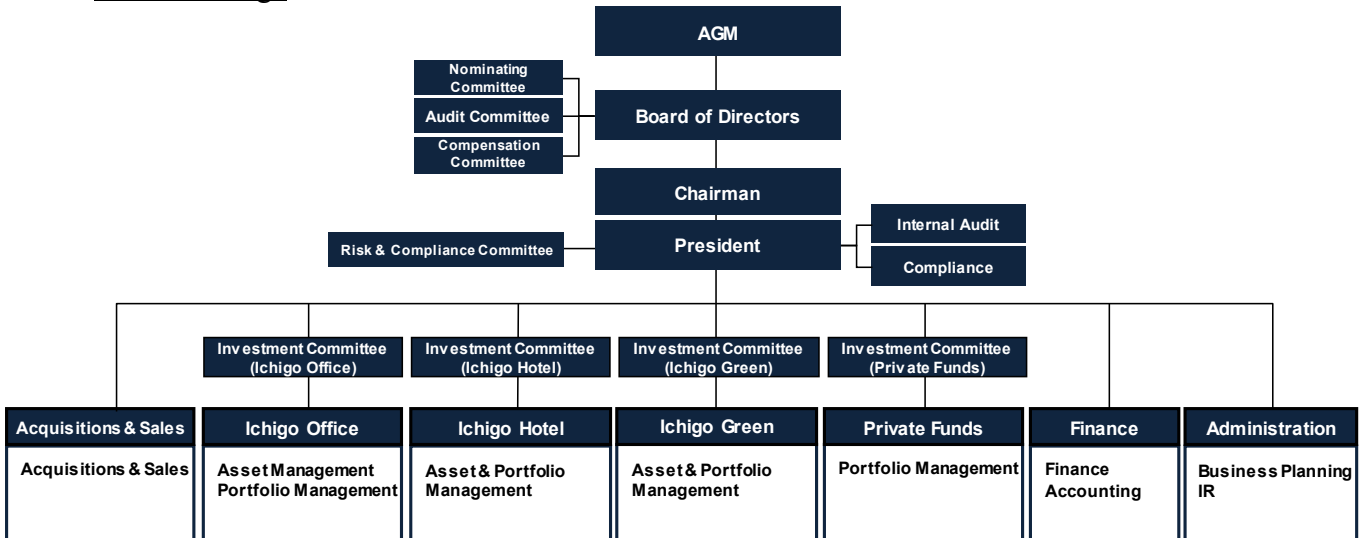 AGM
Nominating
Committee
Audit Committee
Compensation
Committee
Board of Directors
Chairman
President
Risk & Compliance Committee
Internal Audit
Compliance
Investment Committee
(Ichigo Office)
Investment Committee
(Ichigo Hotel)
Investment Committee
(Ichigo Green)
Investment Committee
(Private Funds)
Acquisitions & Sales
Acquisitions & Sales
Ichigo Office
Asset Management
Portfolio Management
Ichigo Hotel
Asset & Portfolio
Management
Ichigo Green
Asset & Portfolio
Management
Private Funds
Portfolio Management
Finance
Finance
Accounting
Administration
Business Planning
IR